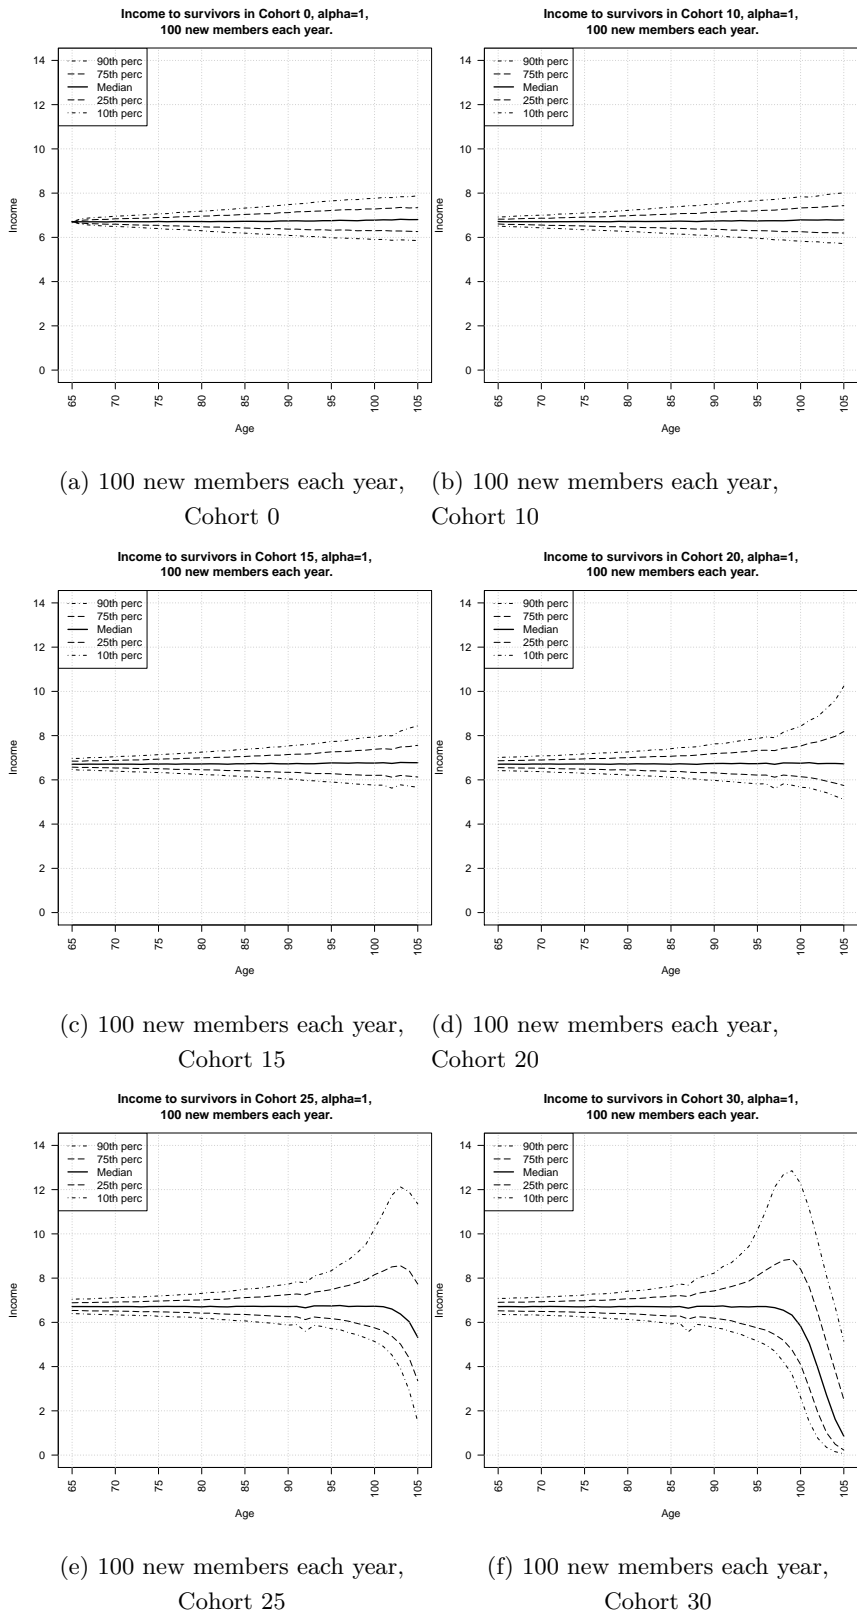 Income to survivors in Cohort 0, alpha=1,
100 new members each year.
14
12
10
8
6
4
2
0
Income
90th perc
75th perc
Median
25th perc
10th perc
65
70
75
80
85
90
95
100
105
Age
Income to survivors in Cohort 10, alpha=1,
100 new members each year.
14
12
10
8
6
4
2
0
Income
90th perc
75th perc
Median
25th perc
10th perc
65
70
75
80
85
90
95
100
105
Age
(a) 100 new members each year,
Cohort 0
(b) 100 new members each year,
Cohort 10
Income to survivors in Cohort 15, alpha=1,
100 new members each year.
14
12
10
8
6
4
2
0
Income
90th perc
75th perc
Median
25th perc
10th perc
65
70
75
80
85
90
95
100
105
Age
Income to survivors in Cohort 20, alpha=1,
100 new members each year.
14
12
10
8
6
4
2
0
Income
90th perc
75th perc
Median
25th perc
10th perc
65
70
75
80
85
90
95
100
105
Age
(c) 100 new members each year,
Cohort 15
(d) 100 new members each year,
Cohort 20
Income to survivors in Cohort 25, alpha=1,
100 new members each year.
14
12
10
8
6
4
2
0
Income
90th perc
75th perc
Median
25th perc
10th perc
65
70
75
80
85
90
95
100
105
Age
Income to survivors in Cohort 30, alpha=1,
100 new members each year.
14
12
10
8
6
4
2
0
Income
90th perc
75th perc
Median
25th perc
10th perc
65
70
75
80
85
90
95
100
105
Age
(e) 100 new members each year,
Cohort 25
(f) 100 new members each year,
Cohort 30